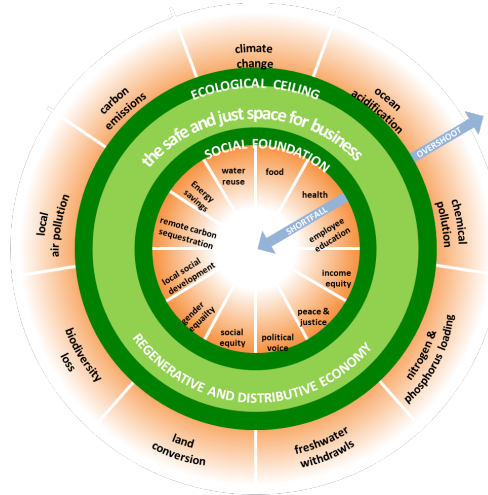 climate
change
ocean
acidification
chemical
pollution
nitrogen &
phosphorus loading
freshwater
withdrawls
land
conversion
biodiversity
loss
local
air pollution
carbon
emissions
OVERSHOOT
ECOLOGICAL CEILING
the safe and just space for business
SOCIAL FOUNDATION
water
reuse
food
health
SHORTFALL
employee
education
income
equity
peace &
justice
political
voice
social
equity
gender
equality
local social
development
remote carbon
sequestration
Energy
savings
REGENERATIVE AND DISTRIBUTIVE ECONOMY